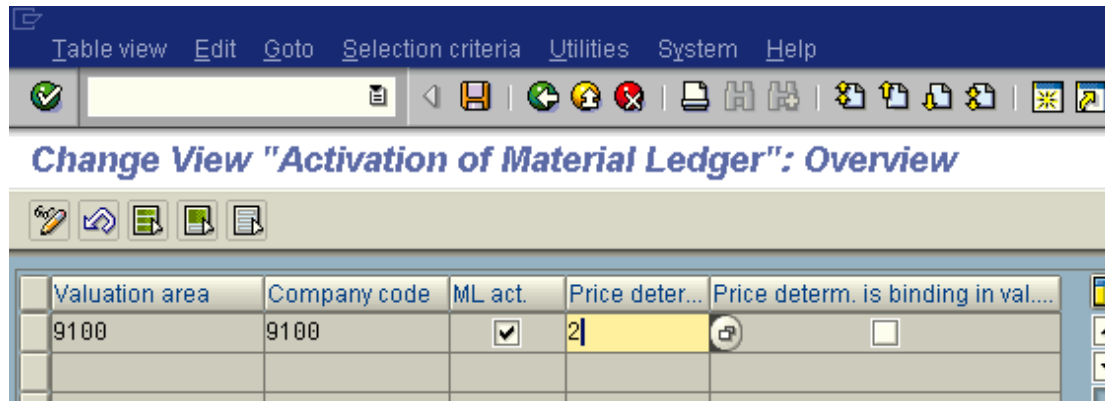 Table view Edit Goto Selection criteria Utilities System Help
Change View "Activation of Material Ledger": Overview
Valuation area Company code ML act. Price deter... Price determ. is binding in val....
9100 9100 2